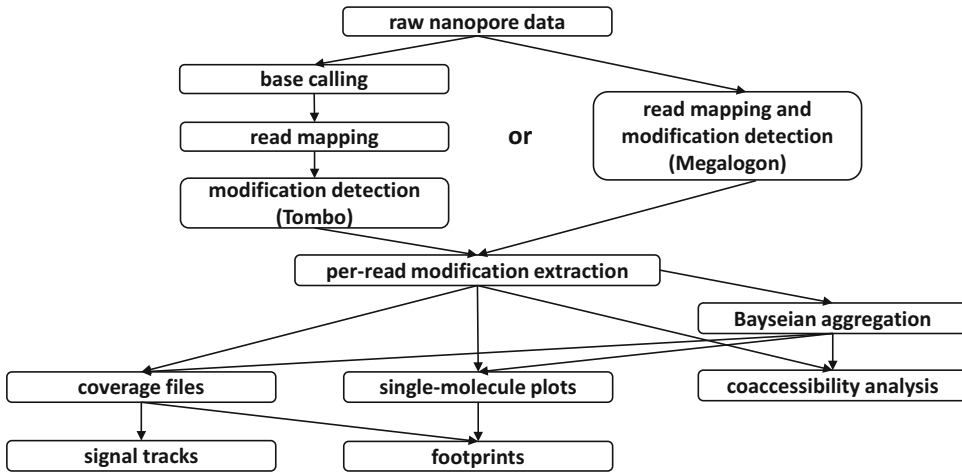 raw nanopore data
base calling
read mapping
modification detection
(Tombo)
or
read mapping and
modification detection
(Megalogon)
per-read modification extraction
Bayseian aggregation
coverage files
single-molecule plots
coaccessibility analysis
signal tracks
footprints